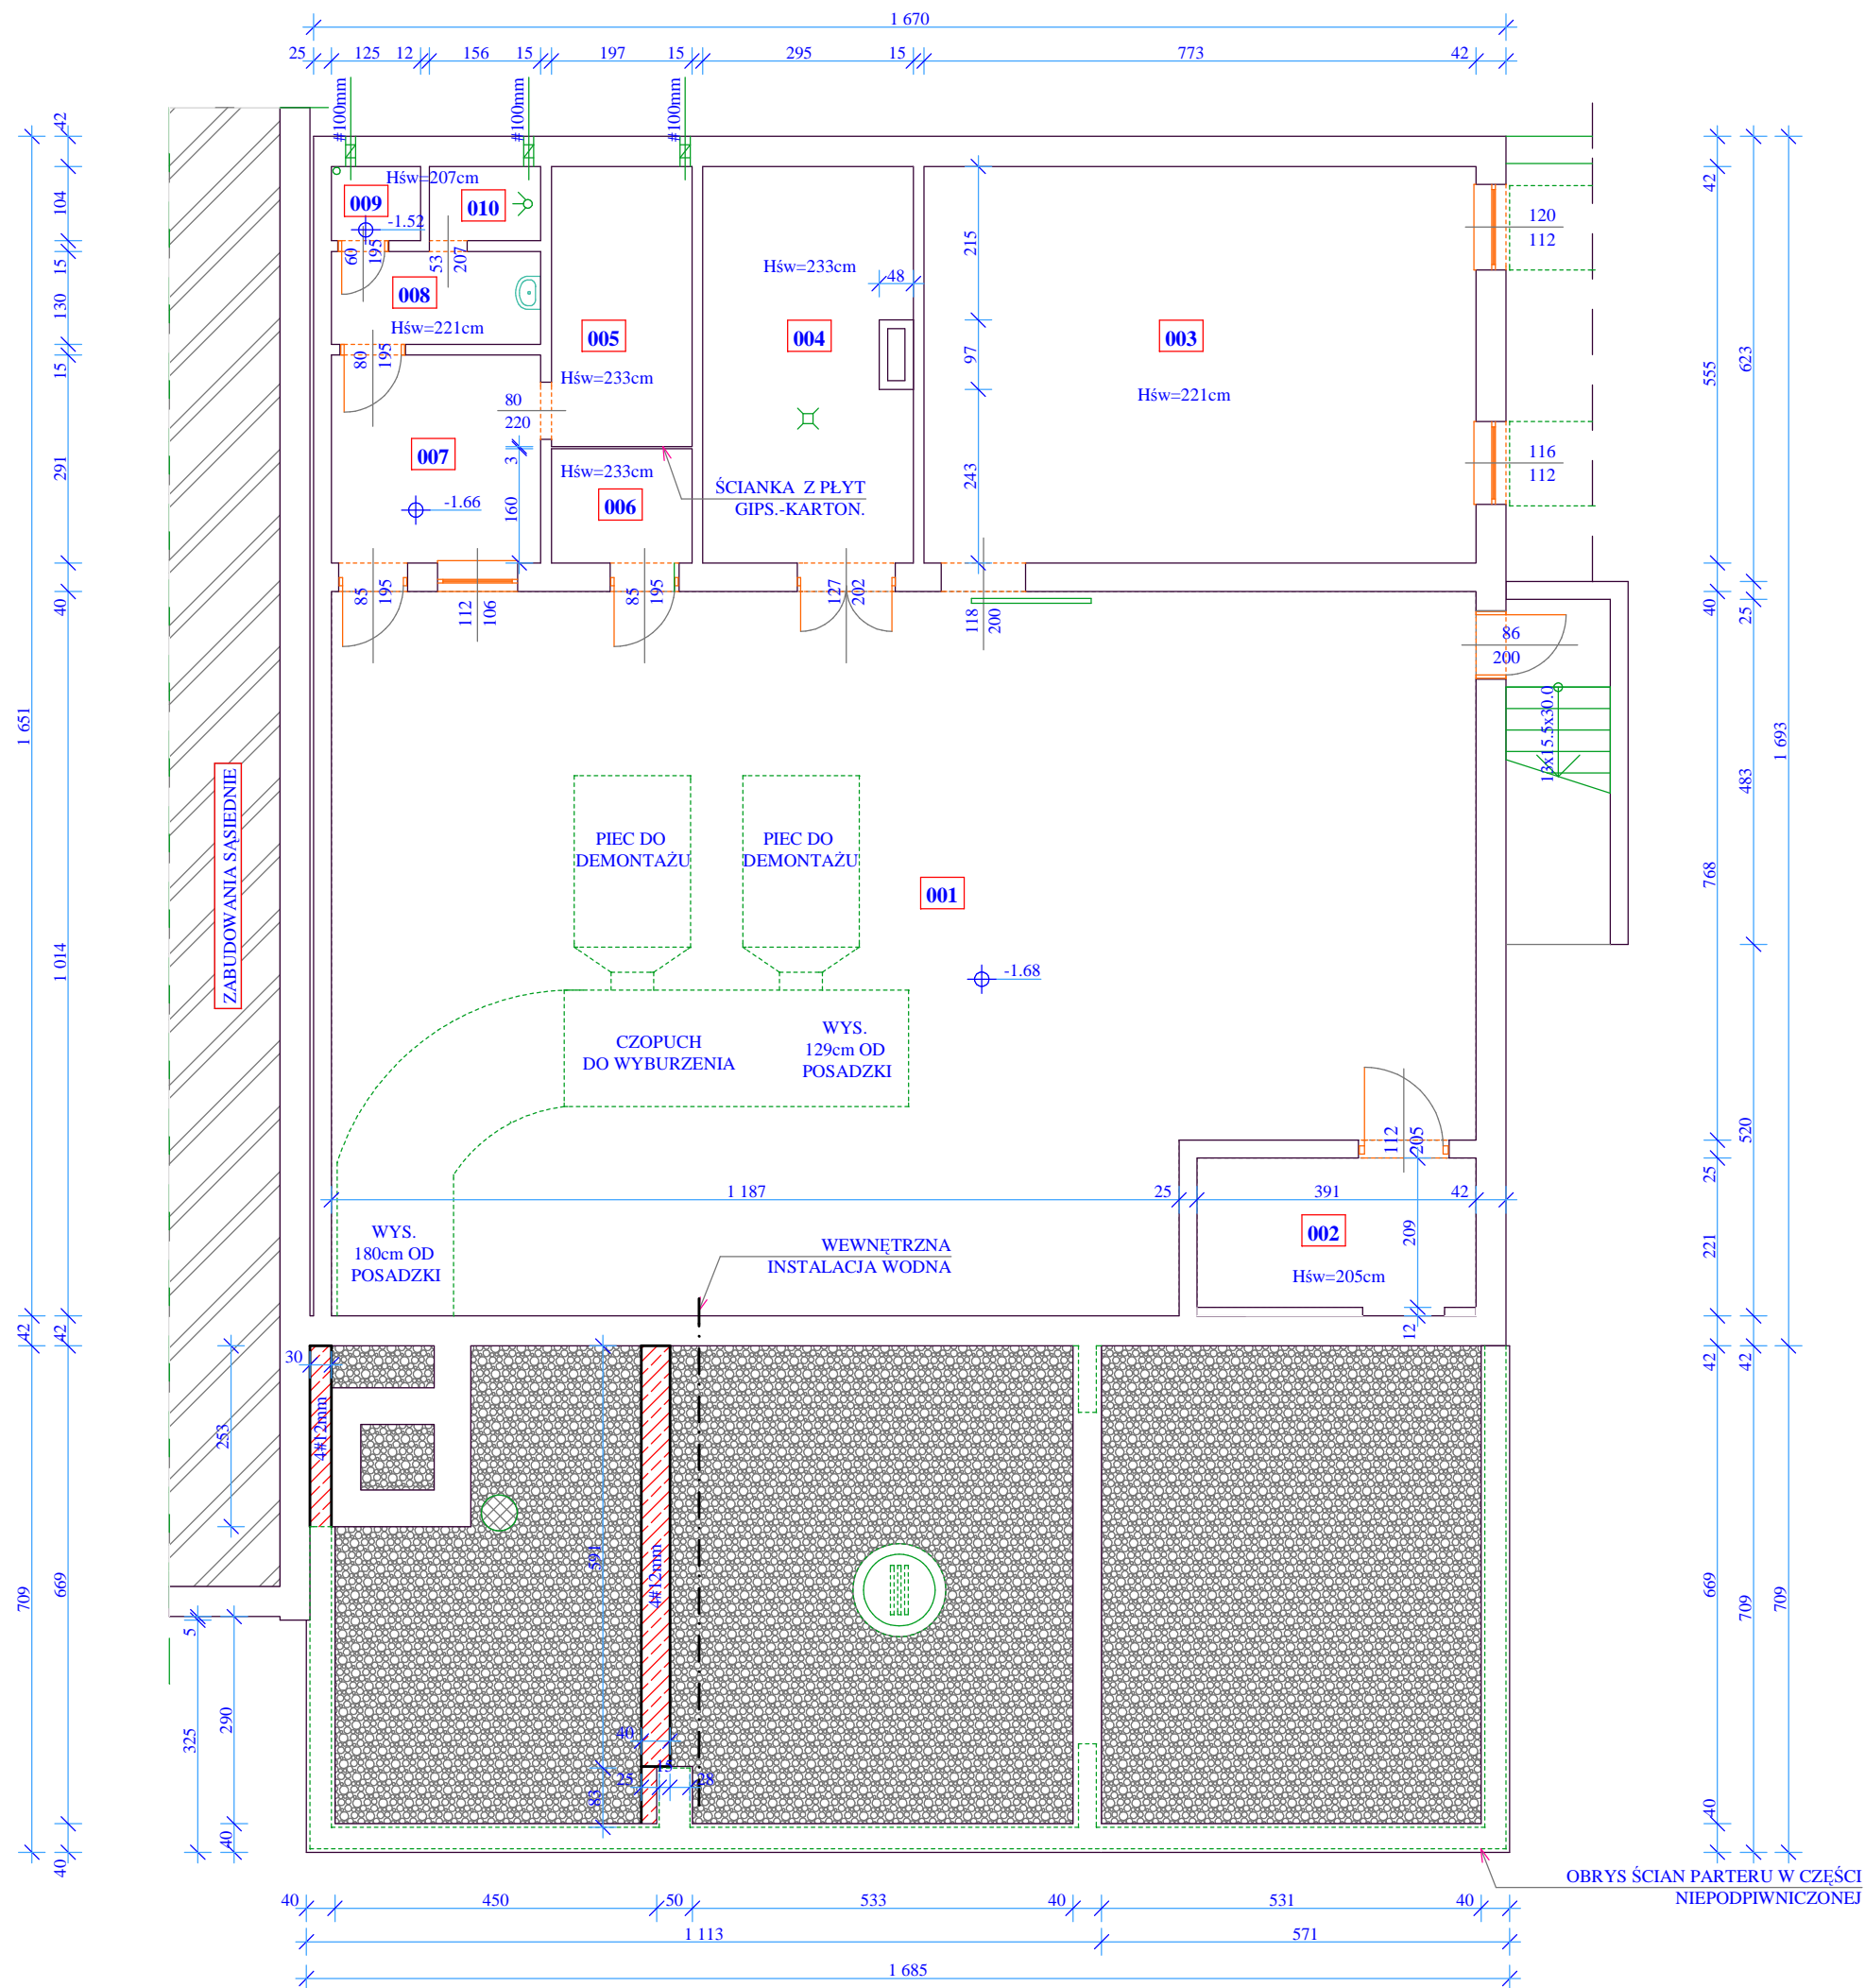 1 670
25 125 12 156 15 197 15 295 15 773 42
#100mm #100mm #100mm
Hśw=207cm
009
010
-1.52
60
195
53
207
008
Hśw=221cm
80
195
005
Hśw=233cm
80
220
007
-1.66
3
160
Hśw=233cm
006
ŚCIANKA Z PŁYT
GIPS.-KARTON.
Hśw=233cm
48
004
215
97
243
003
Hśw=221cm
120
112
116
112
85
195
112
106
85
195
127
202
118
200
86
200
13x15.5x30.0
42
104
15
130
15
291
40
1 014
42
669
40
1 651
709
42
555
40
768
25
221
42
669
40
623
25
483
520
42
709
1 693
709
ZABUDOWANIA SĄSIEDNIE
PIEC DO
DEMONTAŻU
PIEC DO
DEMONTAŻU
001
-1.68
CZOPUCH
DO WYBURZENIA
WYS.
129cm OD
POSADZKI
112
205
1 187 25 391 42
WYS.
180cm OD
POSADZKI
WEWNĘTRZNA
INSTALACJA WODNA
002
209
Hśw=205cm
12
30
4#12mm
253
591
4#12mm
5
325
290
40
40
25 15 28
83
OBRYS ŚCIAN PARTERU W CZĘŚCI
NIEPODPIWNICZONEJ
40 450 50 533 40 531 40
1 113 571
1 685